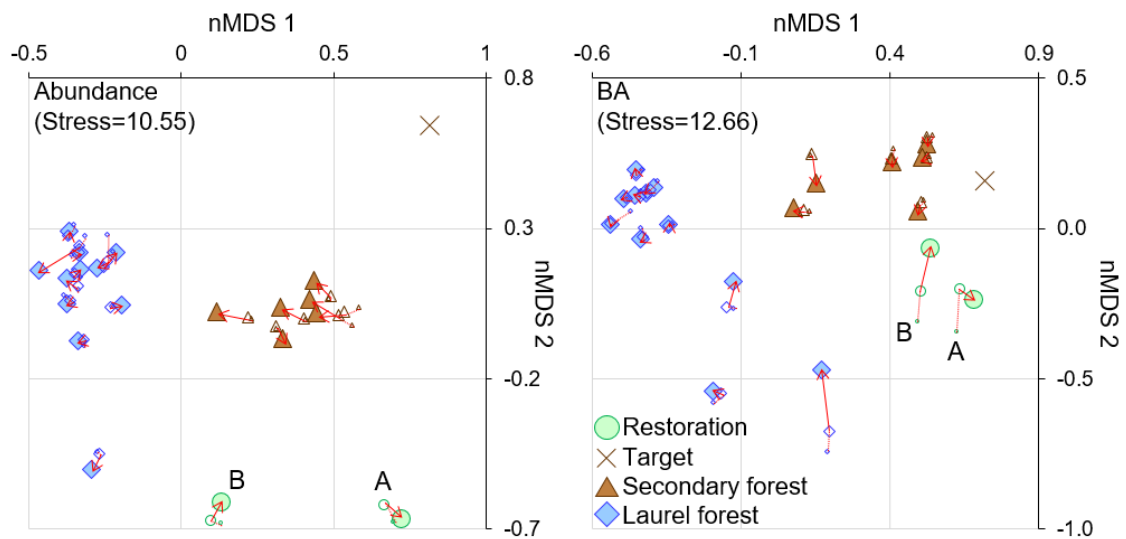 nMDS 1
-0.5 0 0.5 1
Abundance
(Stress=10.55)
0.8
0.3
-0.2
-0.7
nMDS 2
B
A
nMDS 1
-0.6 -0.1 0.4 0.9
BA
(Stress=12.66)
0.5
0.0
-0.5
-1.0
nMDS 2
B
A
Restoration
Target
Secondary forest
Laurel forest